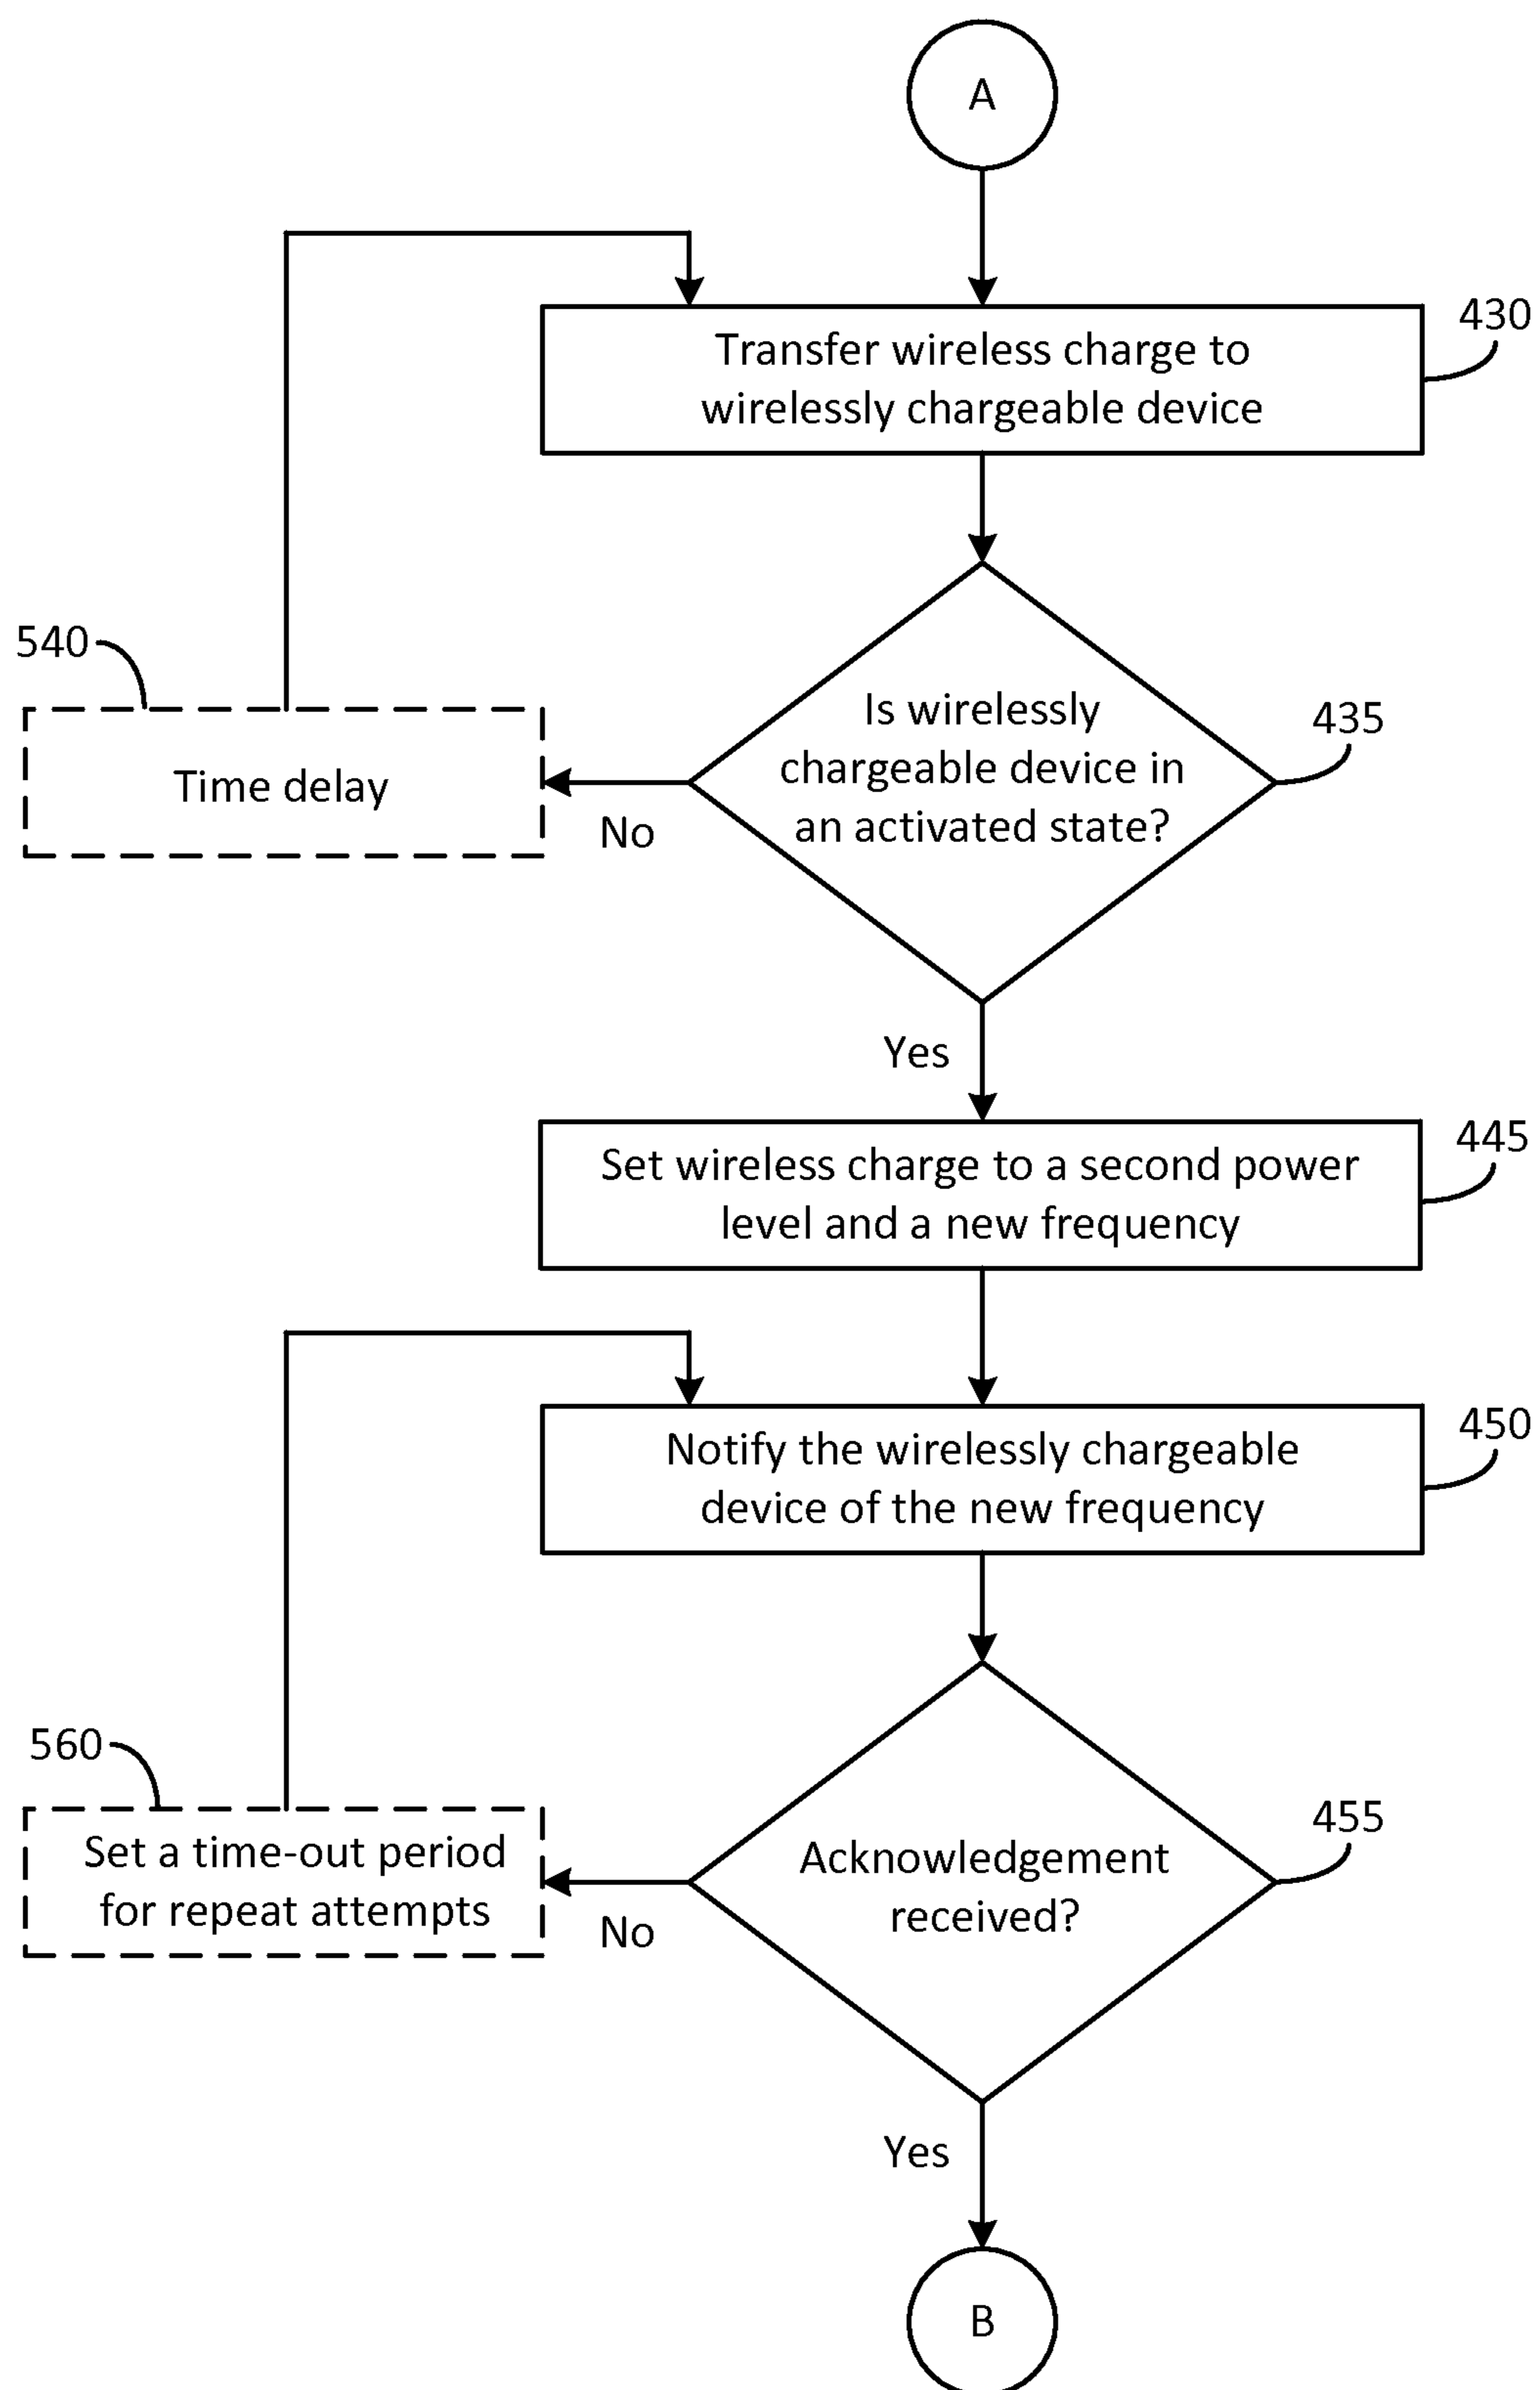 A
Transfer wireless charge to
wirelessly chargeable device
430
Is wirelessly
chargeable device in
an activated state?
435
540
Time delay
No
Yes
Set wireless charge to a second power
level and a new frequency
445
Notify the wirelessly chargeable
device of the new frequency
450
Acknowledgement
received?
455
560
Set a time-out period
for repeat attempts
No
Yes
B